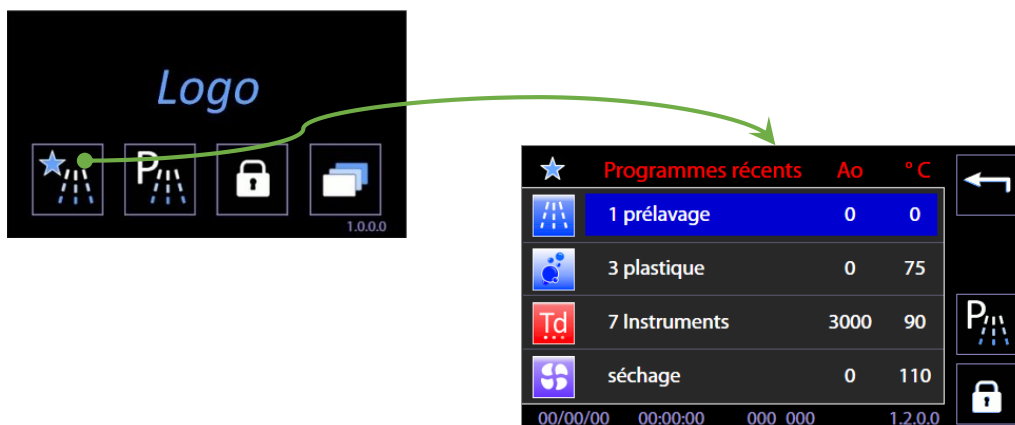 Logo
P
1.0.0.0
Programmes récents Ao °C
1 prélavage 0 0
3 plastique 0 75
Td 7 Instruments 3000 90
P
séchage 0 110
00/00/00 00:00:00 000 000 1.2.0.0